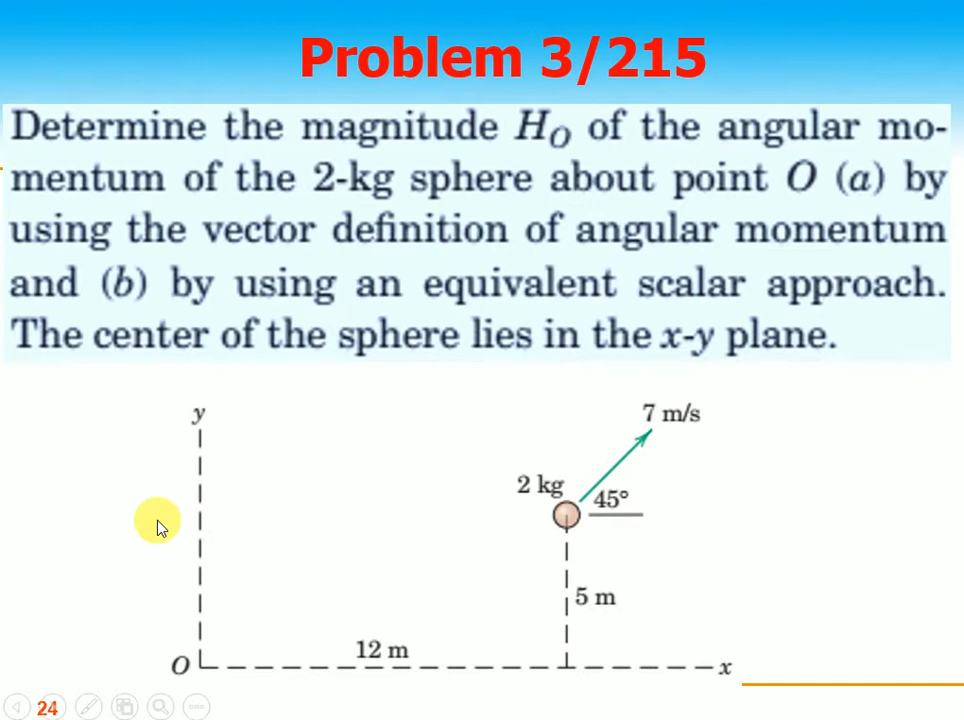 Problem 3/215
Determine the magnitude H_O of the angular mo-
mentum of the 2-kg sphere about point O (a) by
using the vector definition of angular momentum
and (b) by using an equivalent scalar approach.
The center of the sphere lies in the x-y plane.
y
7 m/s
2 kg
45°
5 m
12 m
O
x
24